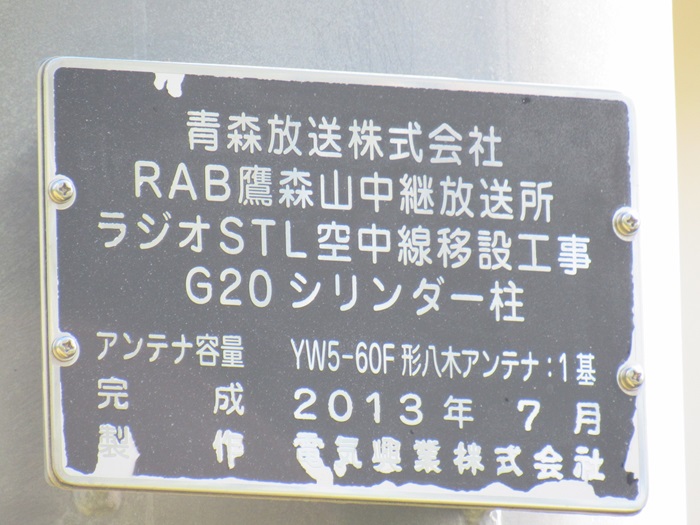 青森放送株式会社
RAB鷹森山中継放送所
ラジオSTL空中線移設工事
G20シリンダー柱
アンテナ容量 YW5-60F形八木アンテナ:1基
完成 2013年7月
製作 電気興業株式会社